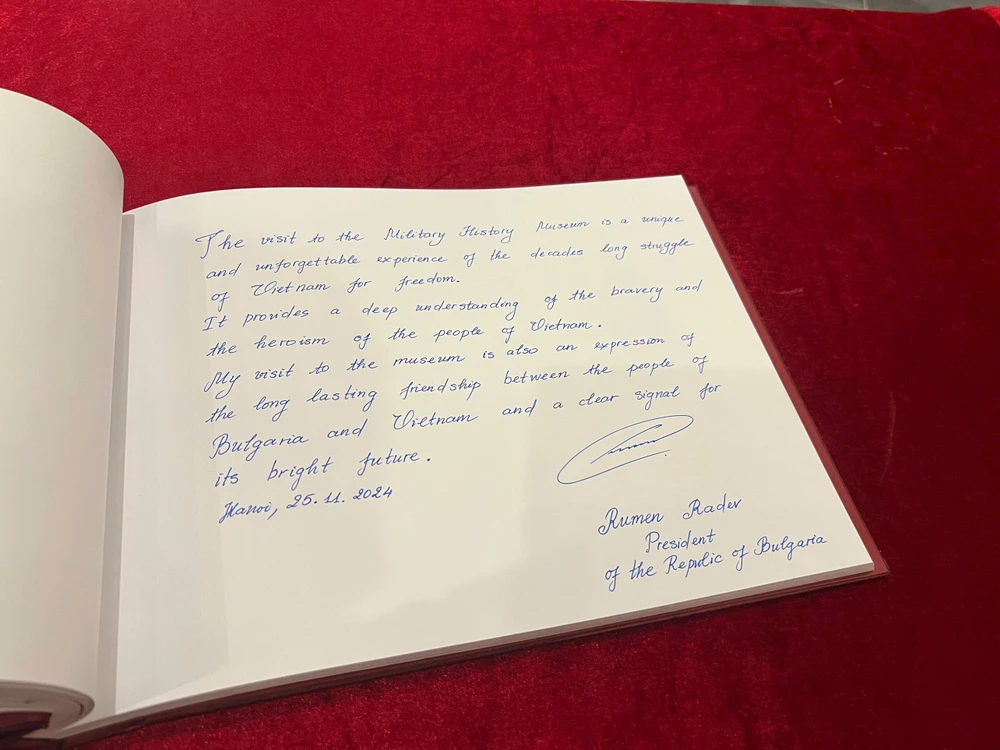 The visit to the Military History Museum is a unique
and unforgettable experience of the decades long struggle
of Vietnam for freedom.
It provides a deep understanding of the bravery and
the heroism of the people of Vietnam.
My visit to the museum is also an expression of
the long lasting friendship between the people of
Bulgaria and Vietnam and a clear signal for
its bright future.
Hanoi, 25.11.2024
Rumen Radev
President
of the Republic of Bulgaria